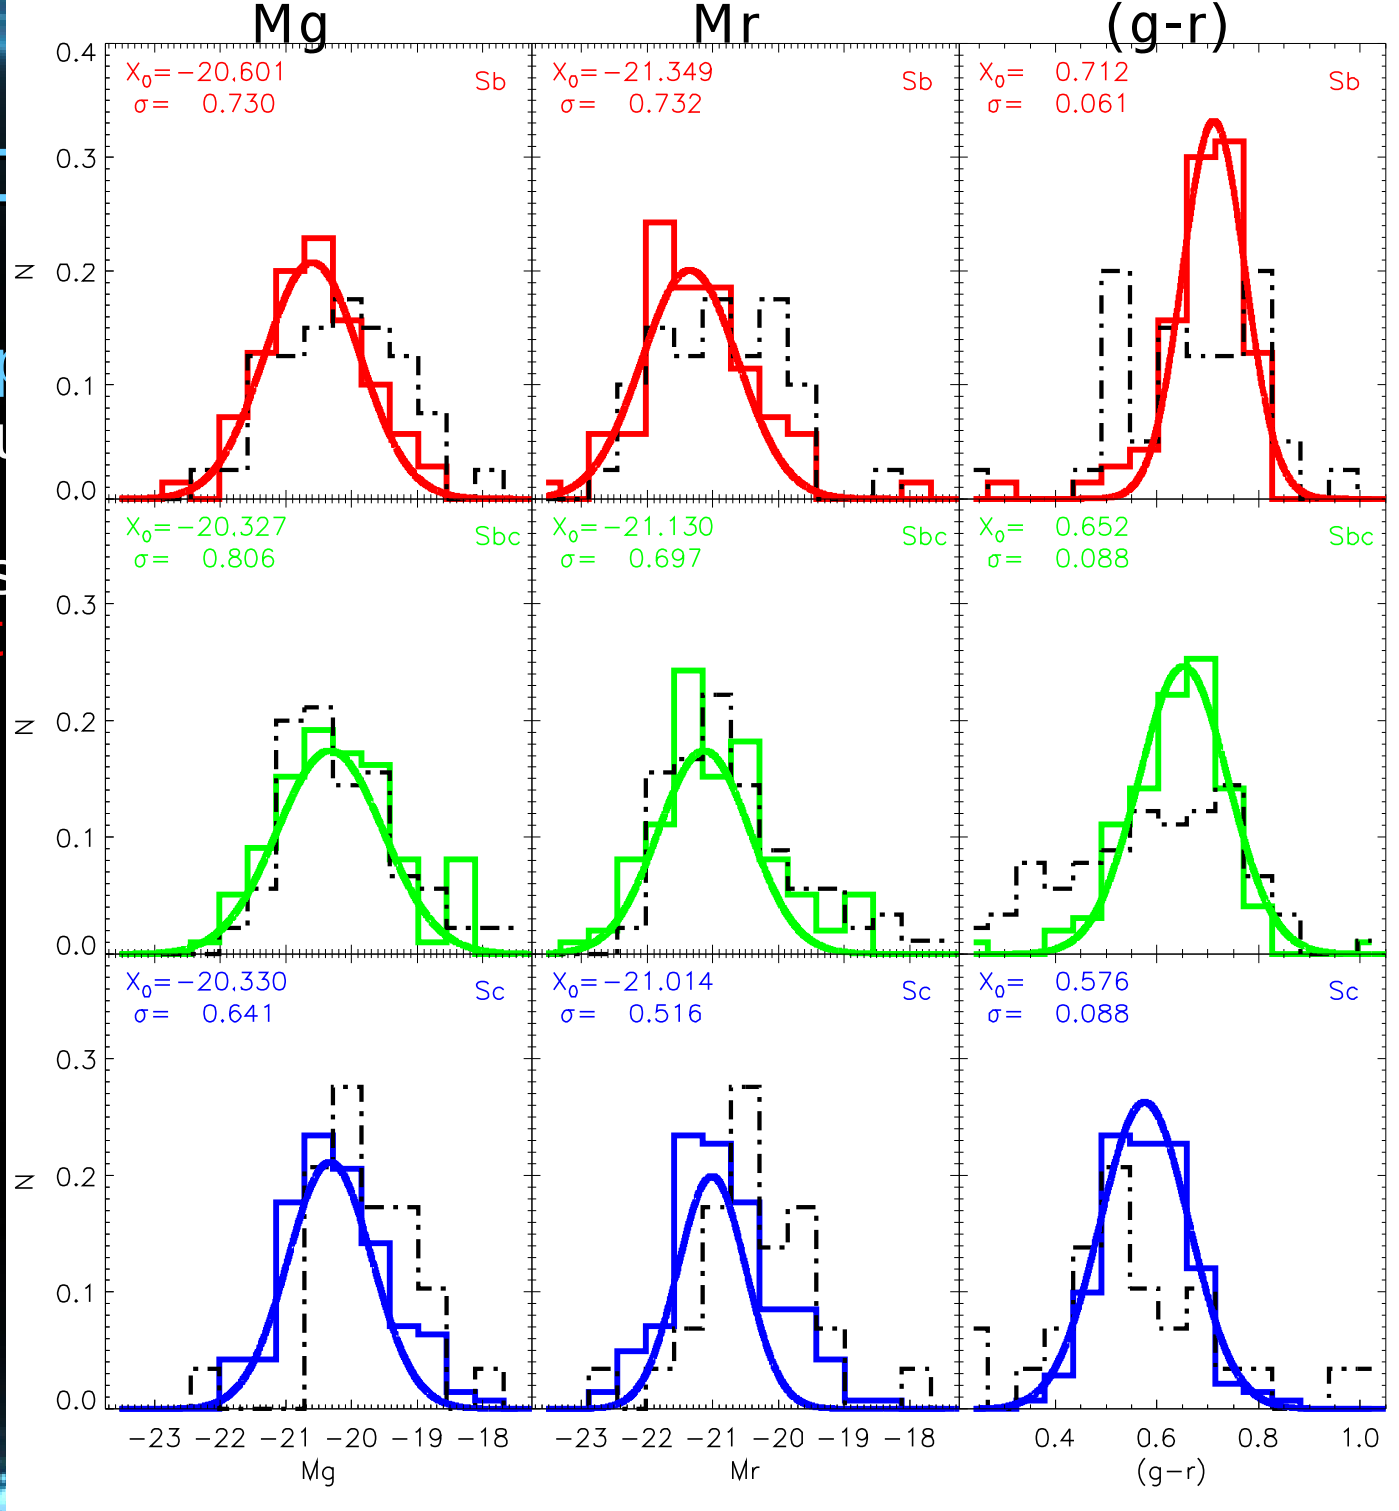 Mg Mr (g-r)
0.4
X₀=−20.601 Sb X₀=−21.349 Sb X₀= 0.712 Sb
σ= 0.730 σ= 0.732 σ= 0.061
0.3
N 0.2
0.1
0.0
X₀=−20.327 Sbc X₀=−21.130 Sbc X₀= 0.652 Sbc
σ= 0.806 σ= 0.697 σ= 0.088
0.3
N 0.2
0.1
0.0
X₀=−20.330 Sc X₀=−21.014 Sc X₀= 0.576 Sc
σ= 0.641 σ= 0.516 σ= 0.088
0.3
N 0.2
0.1
0.0
−23 −22 −21 −20 −19 −18 −23 −22 −21 −20 −19 −18 0.4 0.6 0.8 1.0
Mg Mr (g−r)